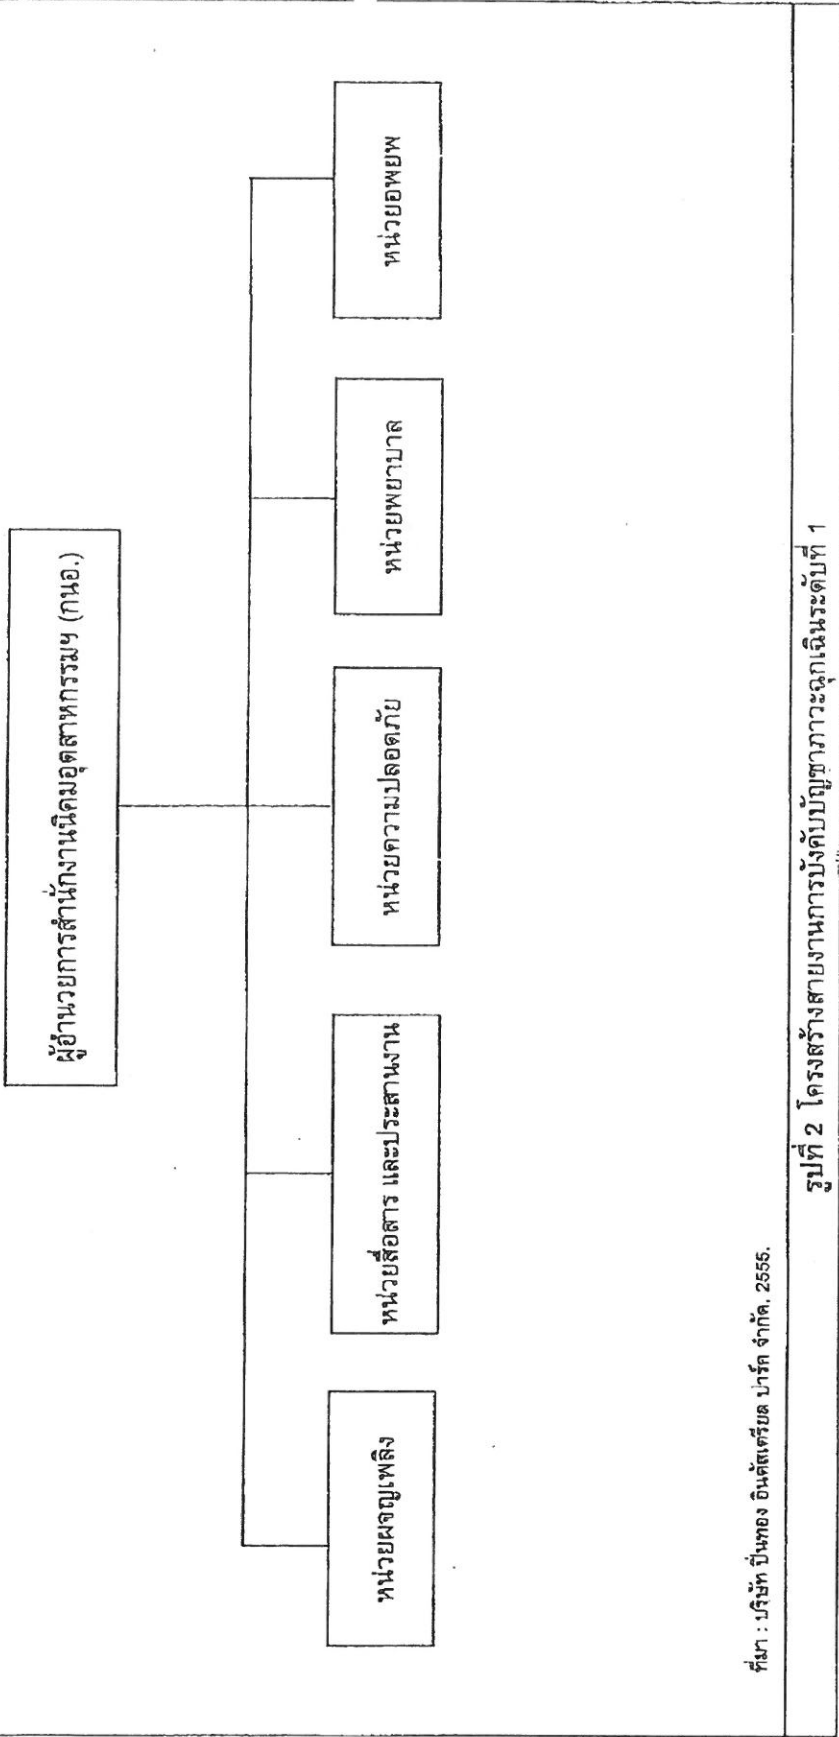 ผู้อำนวยการสำนักงานนิคมอุตสาหกรรมฯ (กนอ.)
หน่วยผจญเพลิง
หน่วยสื่อสาร และประสานงาน
หน่วยความปลอดภัย
หน่วยพยาบาล
หน่วยอพยพ
ที่มา : บริษัท ปิ่นทอง อินดัสเตรียล ปาร์ค จำกัด, 2555.
รูปที่ 2 โครงสร้างสายงานการบังคับบัญชาภาวะฉุกเฉินระดับที่ 1